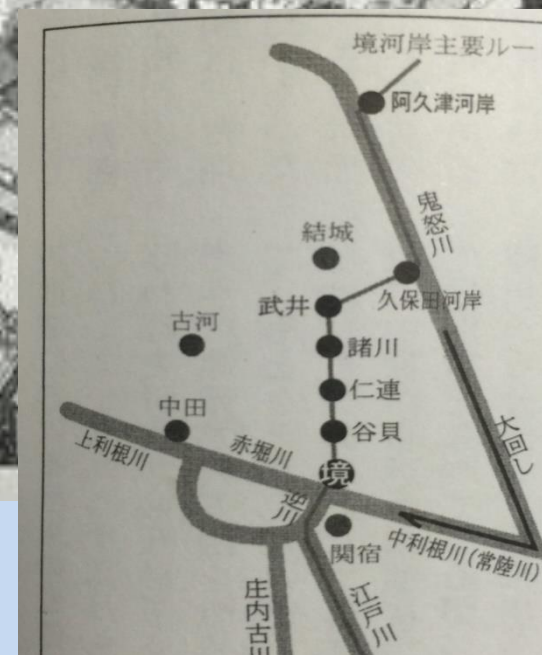 境河岸主要ルー
阿久津河岸
鬼怒川
結城
久保田河岸
武井
古河
諸川
仁連
中田
谷貝
大回し
上利根川
赤堀川
境
逆川
関宿
中利根川(常陸川)
庄内古川
江戸川